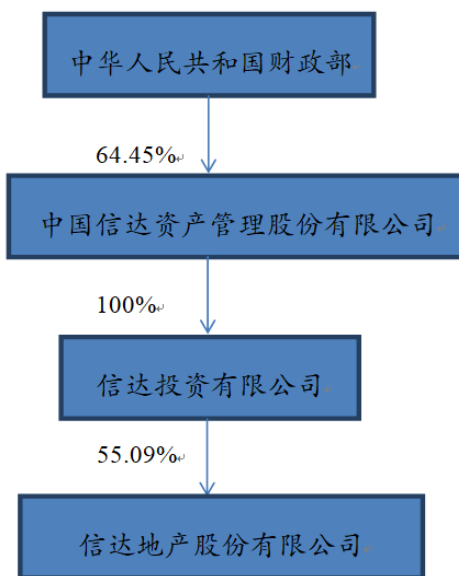 中华人民共和国财政部
64.45%
中国信达资产管理股份有限公司
100%
信达投资有限公司
55.09%
信达地产股份有限公司